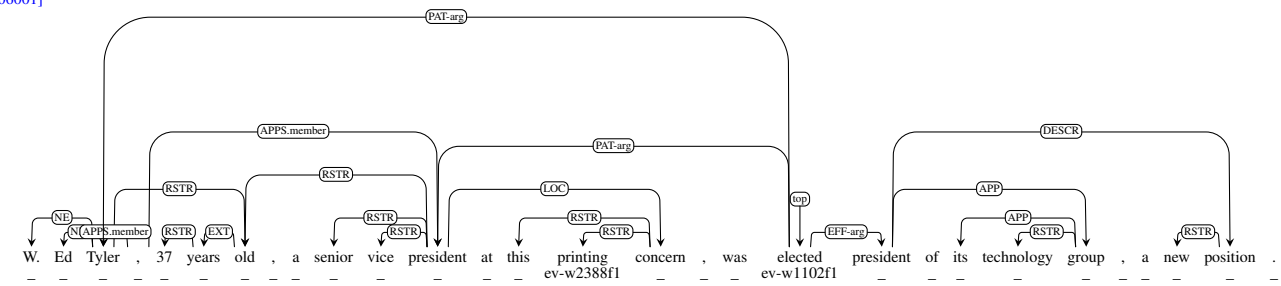 PAT-arg
APPS.member DESCR
PAT-arg
RSTR
RSTR LOC APP
top
NE RSTR RSTR APP
APPS.member RSTR EXT RSTR RSTR EFF-arg RSTR RSTR
W. Ed Tyler , 37 years old , a senior vice president at this printing concern , was elected president of its technology group , a new position .
_ _ _ _ _ _ _ _ _ _ _ _ _ _ ev-w2388f1 _ _ _ ev-w1102f1 _ _ _ _ _ _ _ _ _ _